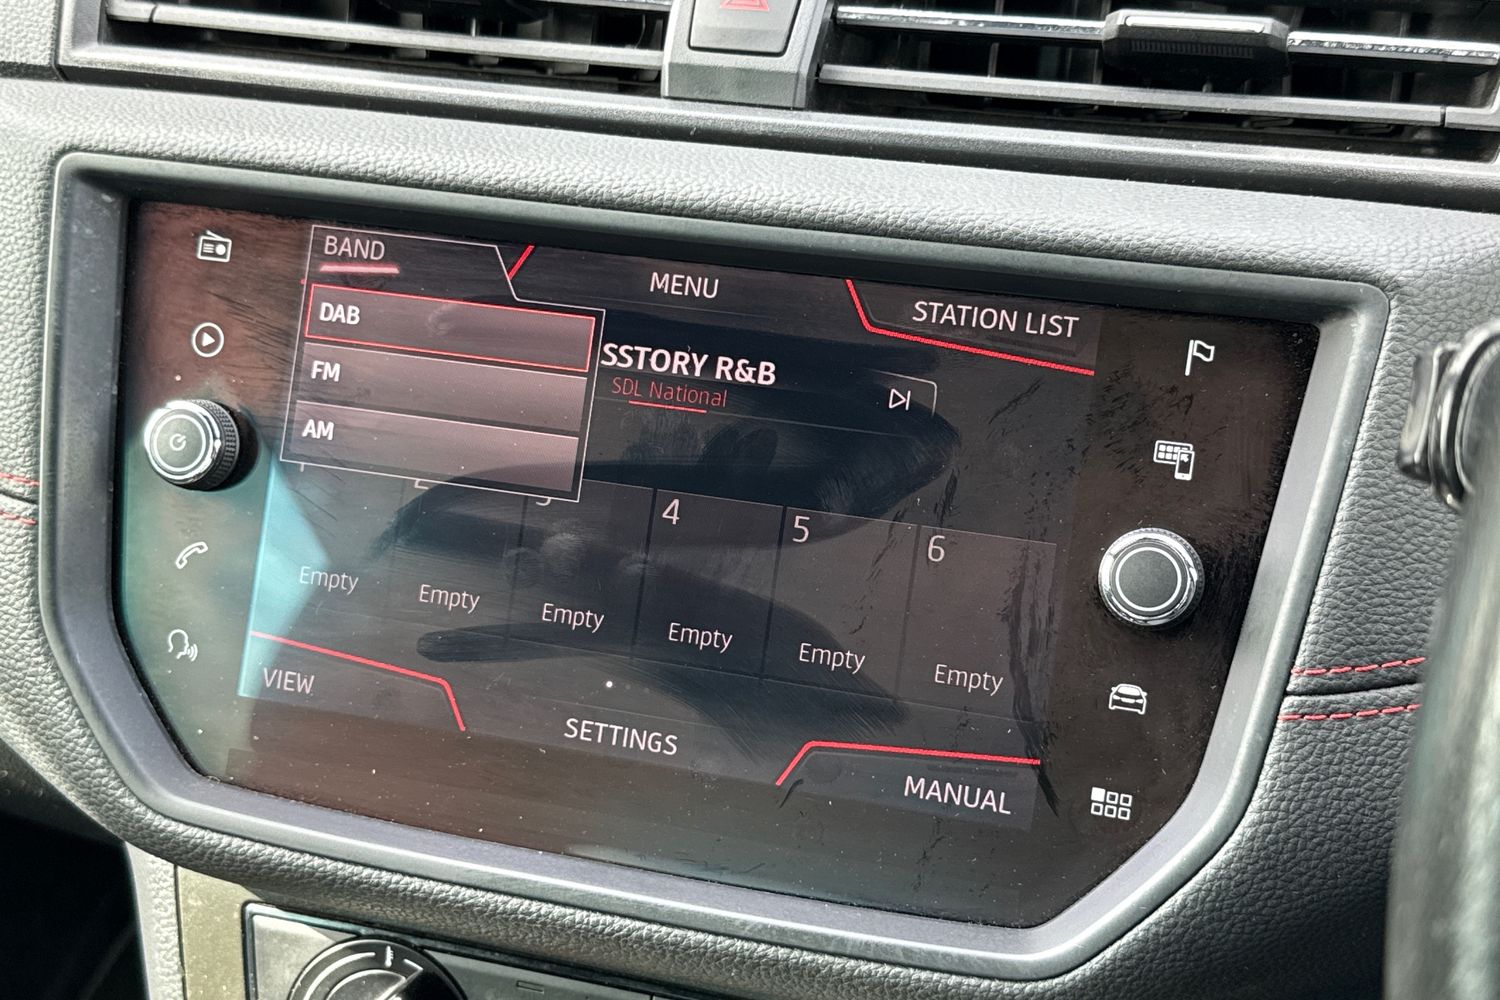 BAND
MENU
STATION LIST
DAB
FM
AM
SSTORY R&B
SDL National
4
5
6
Empty
Empty
Empty
Empty
Empty
Empty
VIEW
SETTINGS
MANUAL